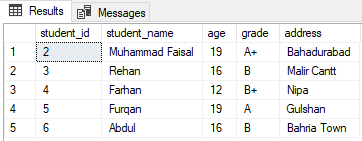 Results Messages
student_id student_name age grade address
1 2 Muhammad Faisal 19 A+ Bahadurabad
2 3 Rehan 16 B Malir Cantt
3 4 Farhan 12 B+ Nipa
4 5 Furqan 19 A Gulshan
5 6 Abdul 16 B Bahria Town